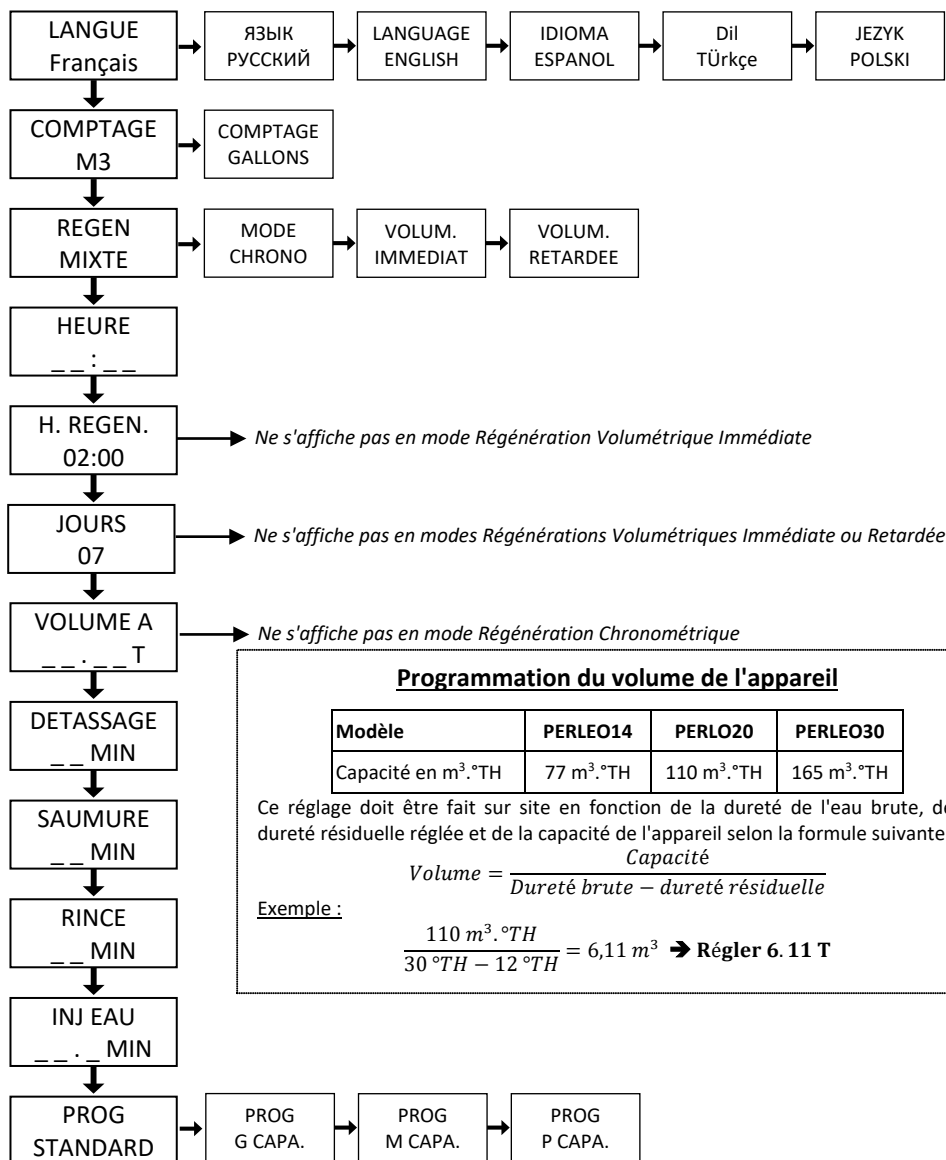 LANGUE
Français
ЯЗЫК
РУССКИЙ
LANGUAGE
ENGLISH
IDIOMA
ESPANOL
Dil
TÜrkçe
JEZYK
POLSKI
COMPTAGE
M3
COMPTAGE
GALLONS
REGEN
MIXTE
MODE
CHRONO
VOLUM.
IMMEDIAT
VOLUM.
RETARDEE
HEURE
_ _ : _ _
H. REGEN.
02:00
Ne s'affiche pas en mode Régénération Volumétrique Immédiate
JOURS
07
Ne s'affiche pas en modes Régénérations Volumétriques Immédiate ou Retardée
VOLUME A
_ _ . _ _ T
Ne s'affiche pas en mode Régénération Chronométrique
Programmation du volume de l'appareil
Modèle PERLEO14 PERLO20 PERLEO30
Capacité en m³.°TH 77 m³.°TH 110 m³.°TH 165 m³.°TH
Ce réglage doit être fait sur site en fonction de la dureté de l'eau brute, d
dureté résiduelle réglée et de la capacité de l'appareil selon la formule suivante
Volume = Capacité / Dureté brute − dureté résiduelle
Exemple :
110 m³.°TH / 30 °TH − 12 °TH = 6,11 m³ ➔ Régler 6.11 T
DETASSAGE
_ _ MIN
SAUMURE
_ _ MIN
RINCE
_ _ MIN
INJ EAU
_ _ . _ MIN
PROG
STANDARD
PROG
G CAPA.
PROG
M CAPA.
PROG
P CAPA.